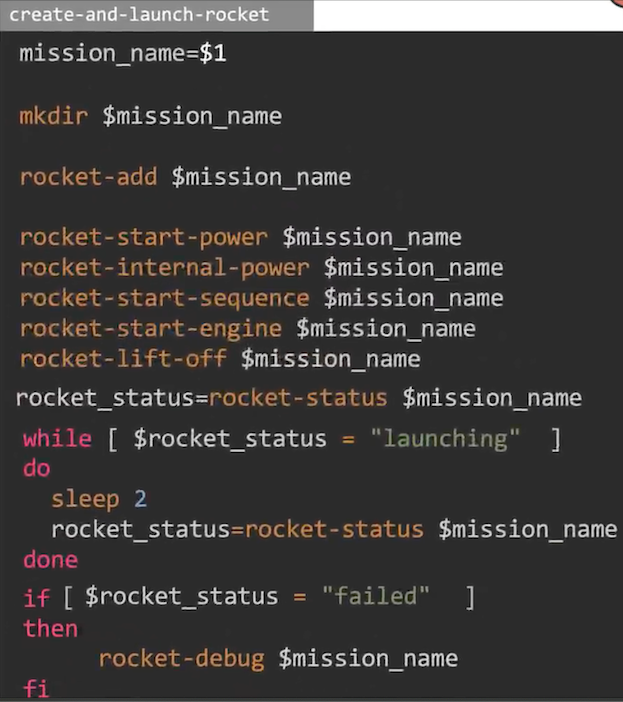 create-and-launch-rocket
mission_name=$1
mkdir $mission_name
rocket-add $mission_name
rocket-start-power $mission_name
rocket-internal-power $mission_name
rocket-start-sequence $mission_name
rocket-start-engine $mission_name
rocket-lift-off $mission_name
rocket_status=rocket-status $mission_name
while [ $rocket_status = "launching"  ]
do
  sleep 2
  rocket_status=rocket-status $mission_name
done
if [ $rocket_status = "failed"  ]
then
     rocket-debug $mission_name
fi